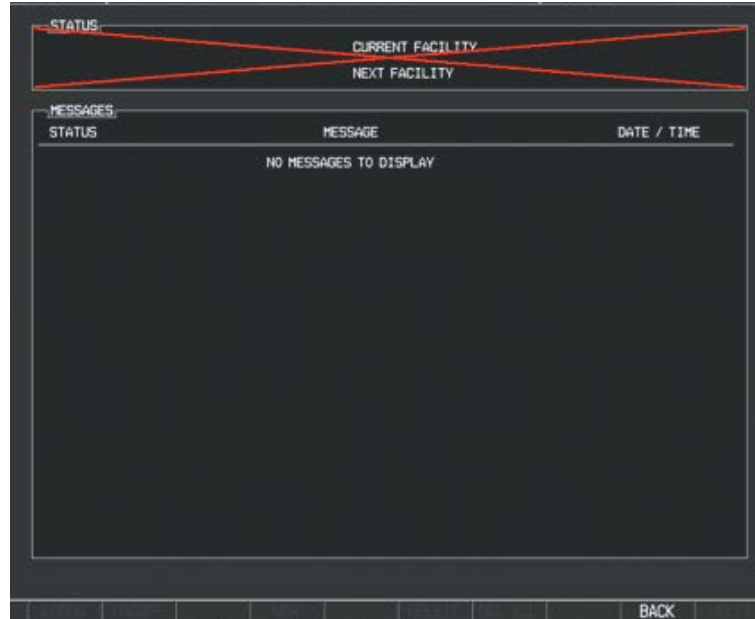 STATUS
CURRENT FACILITY
NEXT FACILITY
MESSAGES
STATUS MESSAGE DATE / TIME
NO MESSAGES TO DISPLAY
BACK